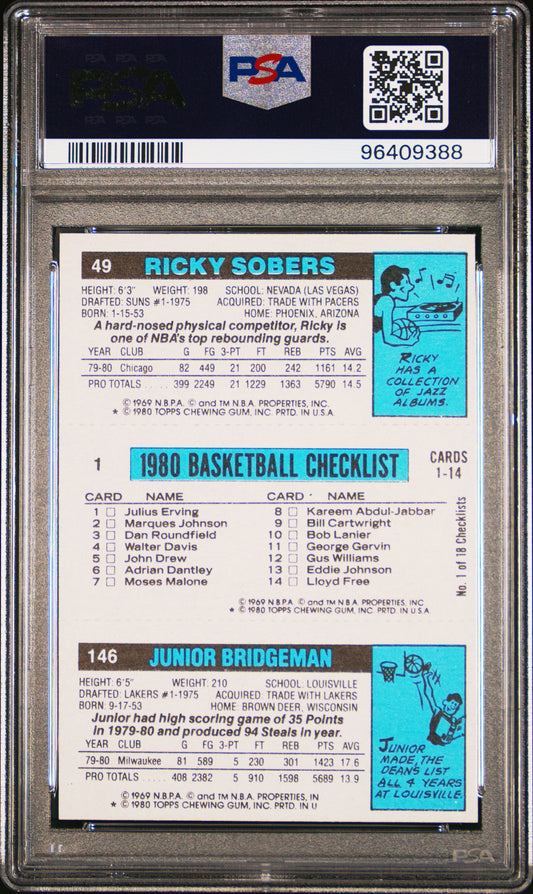 PSA PSA PSA
PSA
PSA PSA PSA
PSA
96409388
49 RICKY SOBERS
HEIGHT: 6'3" WEIGHT: 198 SCHOOL: NEVADA (LAS VEGAS)
DRAFTED: SUNS #1-1975 ACQUIRED: TRADE WITH PACERS
BORN: 1-15-53 HOME: PHOENIX, ARIZONA
A hard-nosed physical competitor, Ricky is
one of NBA's top rebounding guards.
YEAR CLUB G FG 3-PT FT REB PTS AVG
79-80 Chicago 82 449 21 200 242 1161 14.2
PRO TOTALS . . . . . 399 2249 21 1229 1363 5790 14.5
© 1969 N.B.P.A. © and TM N.B.A. PROPERTIES, INC.
* © 1980 TOPPS CHEWING GUM, INC. PRTD. IN U.S.A.
RICKY
HAS A
COLLECTION
OF JAZZ
ALBUMS.
1 1980 BASKETBALL CHECKLIST CARDS
1-14
CARD NAME
1 □ Julius Erving
2 □ Marques Johnson
3 □ Dan Roundfield
4 □ Walter Davis
5 □ John Drew
6 □ Adrian Dantley
7 □ Moses Malone
CARD NAME
8 □ Kareem Abdul-Jabbar
9 □ Bill Cartwright
10 □ Bob Lanier
11 □ George Gervin
12 □ Gus Williams
13 □ Eddie Johnson
14 □ Lloyd Free
No. 1 of 18 Checklists
© 1969 N.B.P.A. © and TM N.B.A. PROPERTIES, INC
* © 1980 TOPPS CHEWING GUM, INC. PRTD. IN U.S.A.
146 JUNIOR BRIDGEMAN
HEIGHT: 6'5" WEIGHT: 210 SCHOOL: LOUISVILLE
DRAFTED: LAKERS #1-1975 ACQUIRED: TRADE WITH LAKERS
BORN: 9-17-53 HOME: BROWN DEER, WISCONSIN
Junior had high scoring game of 35 Points
in 1979-80 and produced 94 Steals in year.
YEAR CLUB G FG 3-PT FT REB PTS AVG
79-80 Milwaukee 81 589 5 230 301 1423 17.6
PRO TOTALS . . . . . 408 2382 5 910 1598 5689 13.9
© 1969 N.B.P.A. © and TM N.B.A. PROPERTIES, IN
* © 1980 TOPPS CHEWING GUM, INC. PRTD. IN U
JUNIOR
MADE THE
DEAN'S LIST
ALL 4 YEARS
AT LOUISVILLE.
PSA